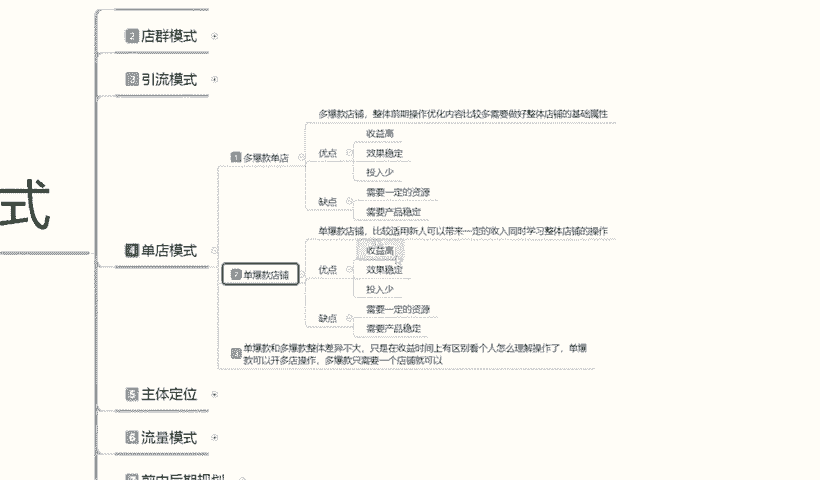 2 店群模式
3 引流模式
多爆款店铺，整体前期操作优化内容比较多需要做好整体店铺的基础属性
收益高
1 多爆款单店
优点
效果稳定
投入少
缺点
需要一定的资源
需要产品稳定
式
单爆款店铺，比较适用新人可以带来一定的收入同时学习整体店铺的操作
4 单店模式
收益高
2 单爆款店铺
优点
效果稳定
投入少
缺点
需要一定的资源
需要产品稳定
3 单爆款和多爆款整体差异不大，只是在收益时间上有区别看个人怎么理解操作了，单爆
款可以开多店操作，多爆款只需要一个店铺就可以
5 主体定位
6 流量模式
前中后期规划